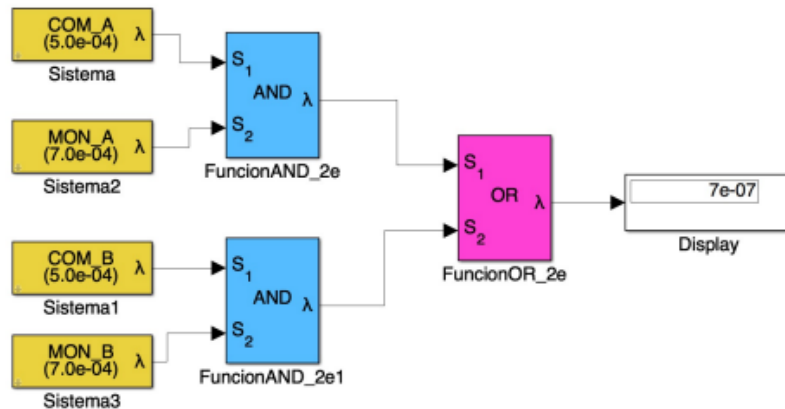 COM_A
(5.0e-04)
λ
Sistema
MON_A
(7.0e-04)
λ
Sistema2
S1
AND
λ
S2
FuncionAND_2e
COM_B
(5.0e-04)
λ
Sistema1
MON_B
(7.0e-04)
λ
Sistema3
S1
AND
λ
S2
FuncionAND_2e1
S1
OR
λ
S2
FuncionOR_2e
7e-07
Display